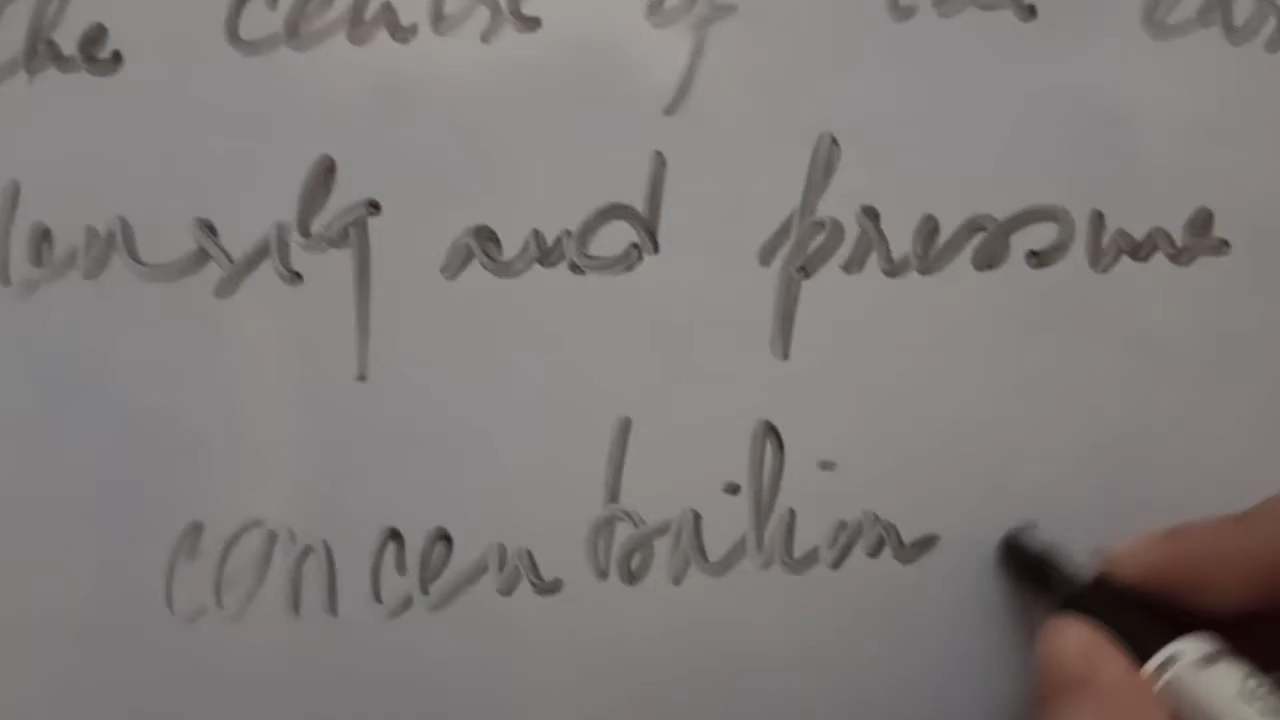 the centre of the
density and pressure
concentration